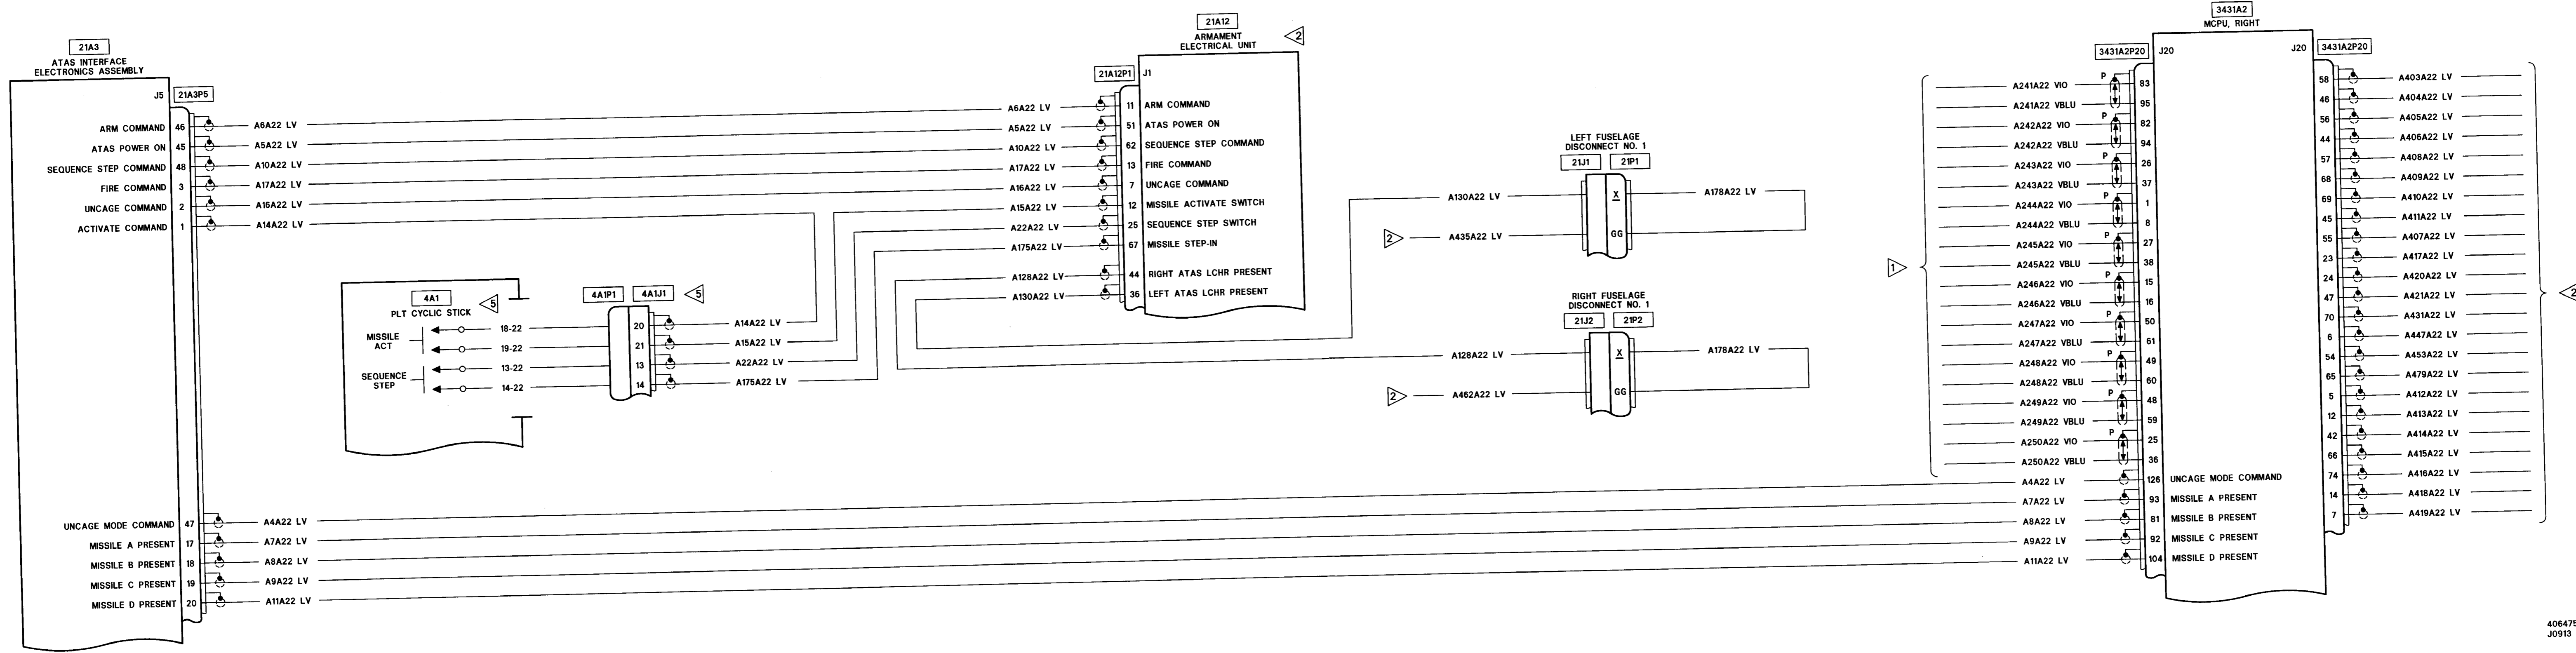 21A3
ATAS INTERFACE
ELECTRONICS ASSEMBLY
J5
21A3P5
ARM COMMAND 46 A6A22 LV
ATAS POWER ON 45 A5A22 LV
SEQUENCE STEP COMMAND 48 A10A22 LV
FIRE COMMAND 3 A17A22 LV
UNCAGE COMMAND 2 A16A22 LV
ACTIVATE COMMAND 1 A14A22 LV
UNCAGE MODE COMMAND 47 A4A22 LV
MISSILE A PRESENT 17 A7A22 LV
MISSILE B PRESENT 18 A8A22 LV
MISSILE C PRESENT 19 A9A22 LV
MISSILE D PRESENT 20 A11A22 LV
4A1
5
PLT CYCLIC STICK
MISSILE
ACT
SEQUENCE
STEP
18-22
19-22
13-22
14-22
4A1P1
4A1J1
5
20 A14A22 LV
21 A15A22 LV
13 A22A22 LV
14 A175A22 LV
21A12
ARMAMENT
ELECTRICAL UNIT
2
21A12P1
J1
A6A22 LV 11 ARM COMMAND
A5A22 LV 51 ATAS POWER ON
A10A22 LV 62 SEQUENCE STEP COMMAND
A17A22 LV 13 FIRE COMMAND
A16A22 LV 7 UNCAGE COMMAND
A15A22 LV 12 MISSILE ACTIVATE SWITCH
A22A22 LV 25 SEQUENCE STEP SWITCH
A175A22 LV 67 MISSILE STEP-IN
A128A22 LV 44 RIGHT ATAS LCHR PRESENT
A130A22 LV 36 LEFT ATAS LCHR PRESENT
LEFT FUSELAGE
DISCONNECT NO. 1
21J1
21P1
A130A22 LV X A178A22 LV
2 A435A22 LV GG
RIGHT FUSELAGE
DISCONNECT NO. 1
21J2
21P2
A128A22 LV X A178A22 LV
2 A462A22 LV GG
3431A2
MCPU, RIGHT
3431A2P20
J20
J20
3431A2P20
1
A241A22 VIO P 83
A241A22 VBLU 95
A242A22 VIO P 82
A242A22 VBLU 94
A243A22 VIO P 26
A243A22 VBLU 37
A244A22 VIO P 1
A244A22 VBLU 8
A245A22 VIO P 27
A245A22 VBLU 38
A246A22 VIO P 15
A246A22 VBLU 16
A247A22 VIO P 50
A247A22 VBLU 61
A248A22 VIO P 49
A248A22 VBLU 60
A249A22 VIO P 48
A249A22 VBLU 59
A250A22 VIO P 25
A250A22 VBLU 36
A4A22 LV 126 UNCAGE MODE COMMAND
A7A22 LV 93 MISSILE A PRESENT
A8A22 LV 81 MISSILE B PRESENT
A9A22 LV 92 MISSILE C PRESENT
A11A22 LV 104 MISSILE D PRESENT
58 A403A22 LV
46 A404A22 LV
56 A405A22 LV
44 A406A22 LV
57 A408A22 LV
68 A409A22 LV
69 A410A22 LV
45 A411A22 LV
55 A407A22 LV
23 A417A22 LV
24 A420A22 LV
47 A421A22 LV
70 A431A22 LV
6 A447A22 LV
54 A453A22 LV
65 A479A22 LV
5 A412A22 LV
12 A413A22 LV
42 A414A22 LV
66 A415A22 LV
74 A416A22 LV
14 A418A22 LV
7 A419A22 LV
2
406475
J0913